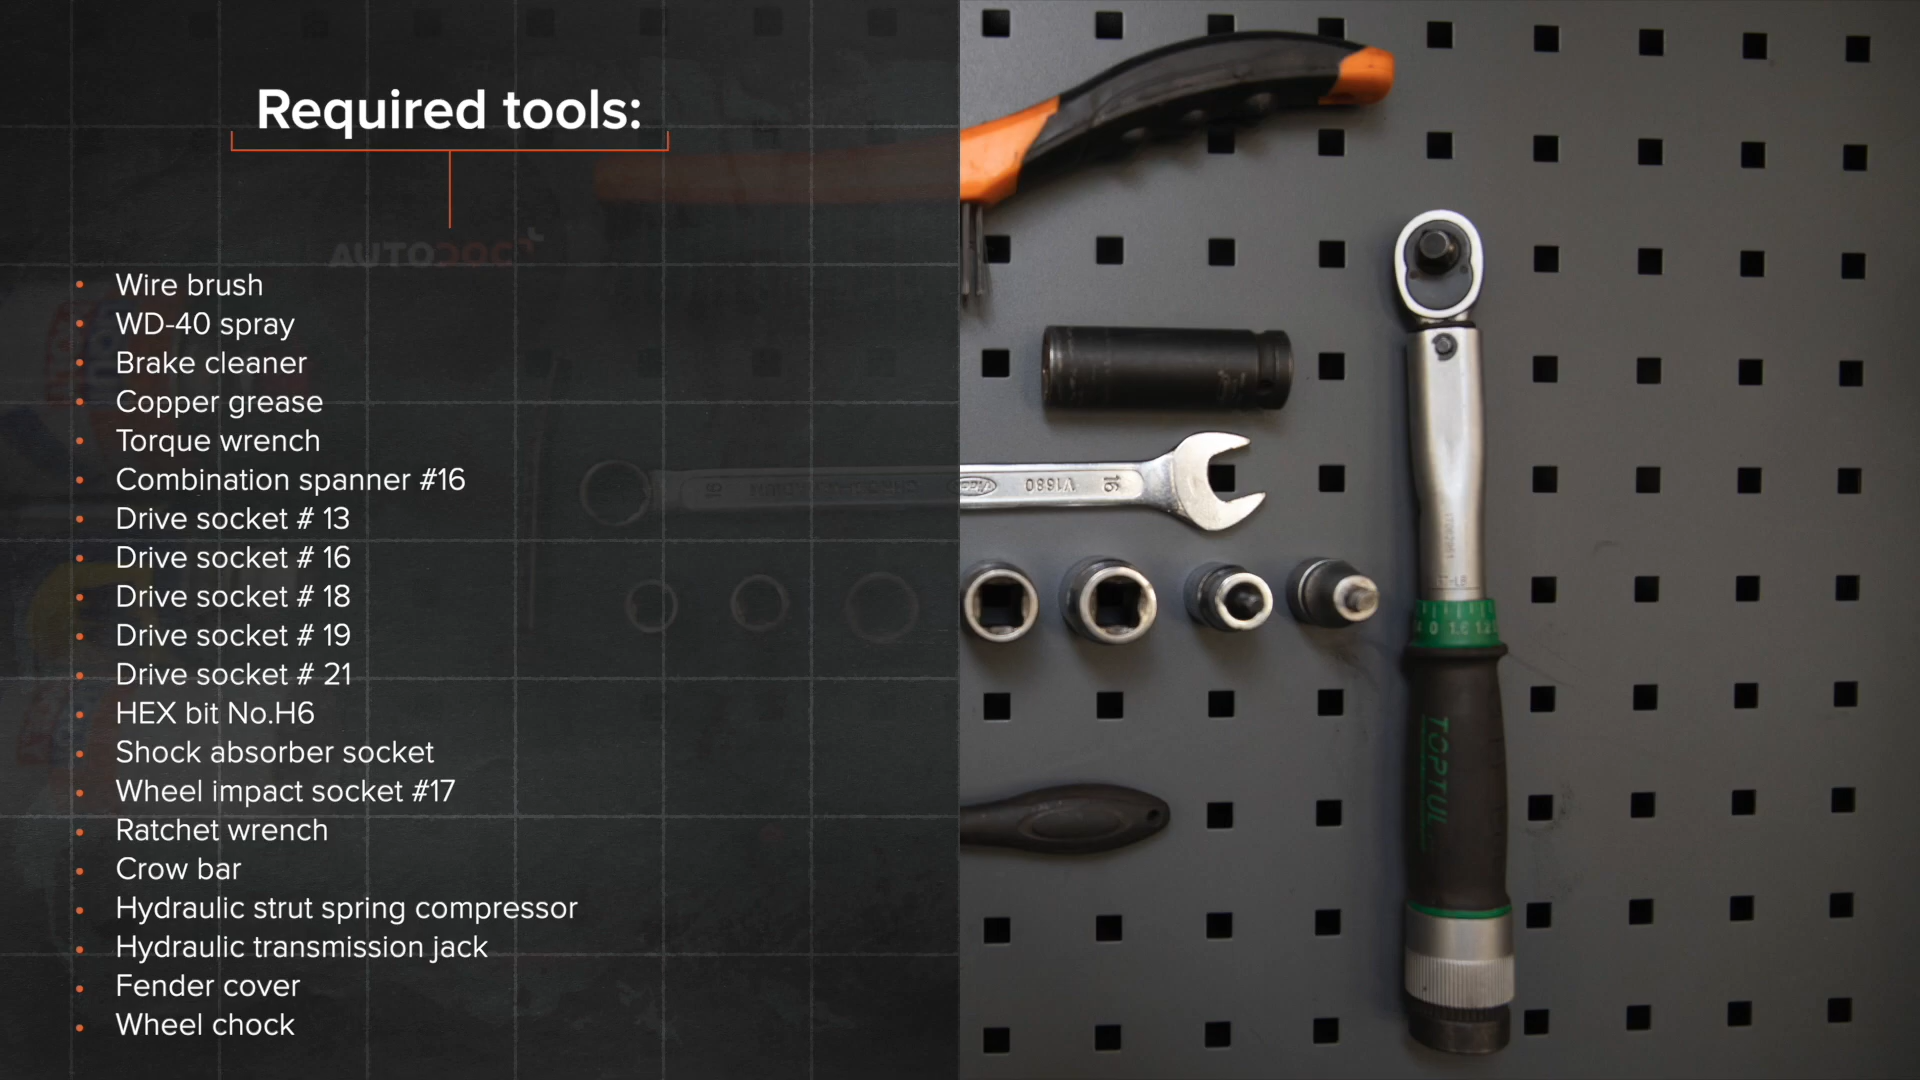 Required tools:
AUTODOC
Wire brush
WD-40 spray
Brake cleaner
Copper grease
Torque wrench
Combination spanner #16
Drive socket # 13
Drive socket # 16
Drive socket # 18
Drive socket # 19
Drive socket # 21
HEX bit No.H6
Shock absorber socket
Wheel impact socket #17
Ratchet wrench
Crow bar
Hydraulic strut spring compressor
Hydraulic transmission jack
Fender cover
Wheel chock
16 V1680
TOPTUL